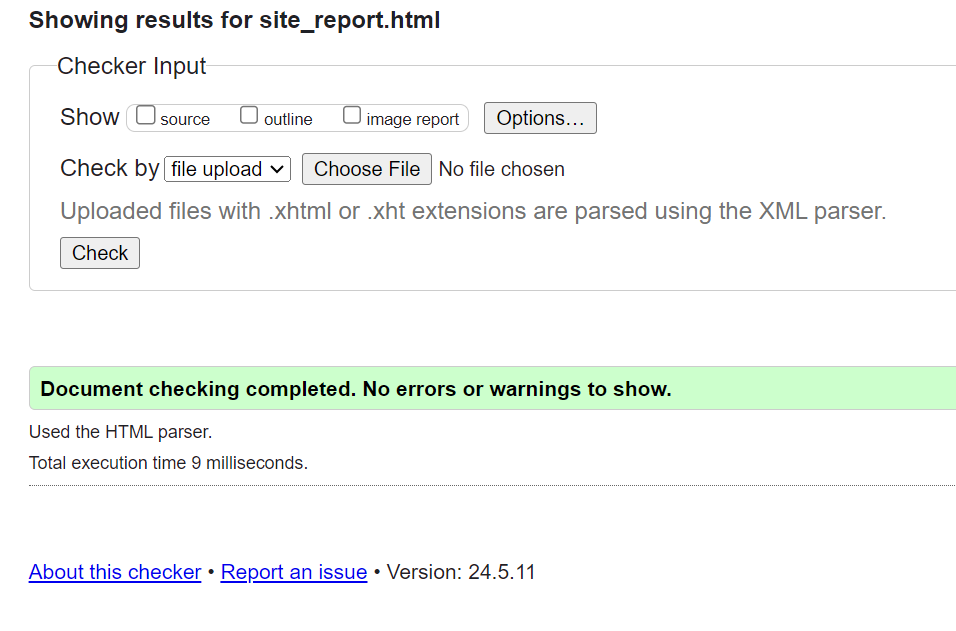 Showing results for site_report.html
Checker Input
Show source outline image report Options…
Check by file upload Choose File No file chosen
Uploaded files with .xhtml or .xht extensions are parsed using the XML parser.
Check
Document checking completed. No errors or warnings to show.
Used the HTML parser.
Total execution time 9 milliseconds.
About this checker • Report an issue • Version: 24.5.11